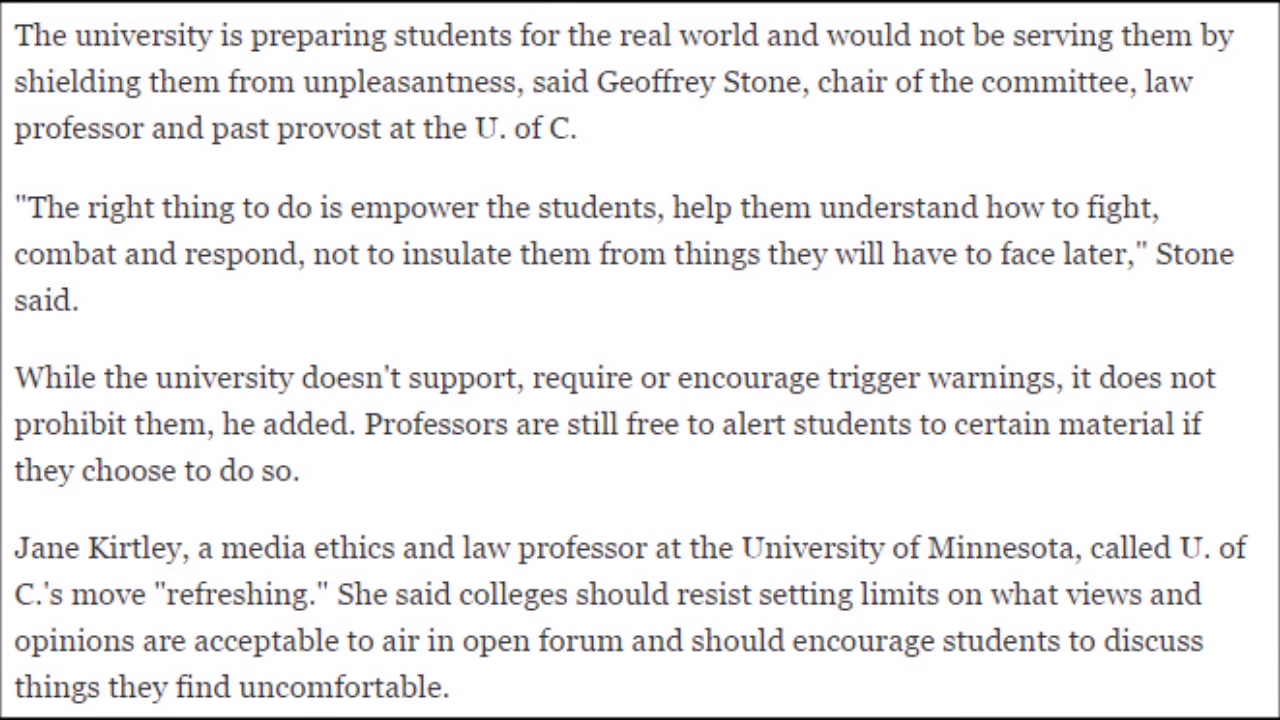 The university is preparing students for the real world and would not be serving them by
shielding them from unpleasantness, said Geoffrey Stone, chair of the committee, law
professor and past provost at the U. of C.
"The right thing to do is empower the students, help them understand how to fight,
combat and respond, not to insulate them from things they will have to face later," Stone
said.
While the university doesn't support, require or encourage trigger warnings, it does not
prohibit them, he added. Professors are still free to alert students to certain material if
they choose to do so.
Jane Kirtley, a media ethics and law professor at the University of Minnesota, called U. of
C.'s move "refreshing." She said colleges should resist setting limits on what views and
opinions are acceptable to air in open forum and should encourage students to discuss
things they find uncomfortable.